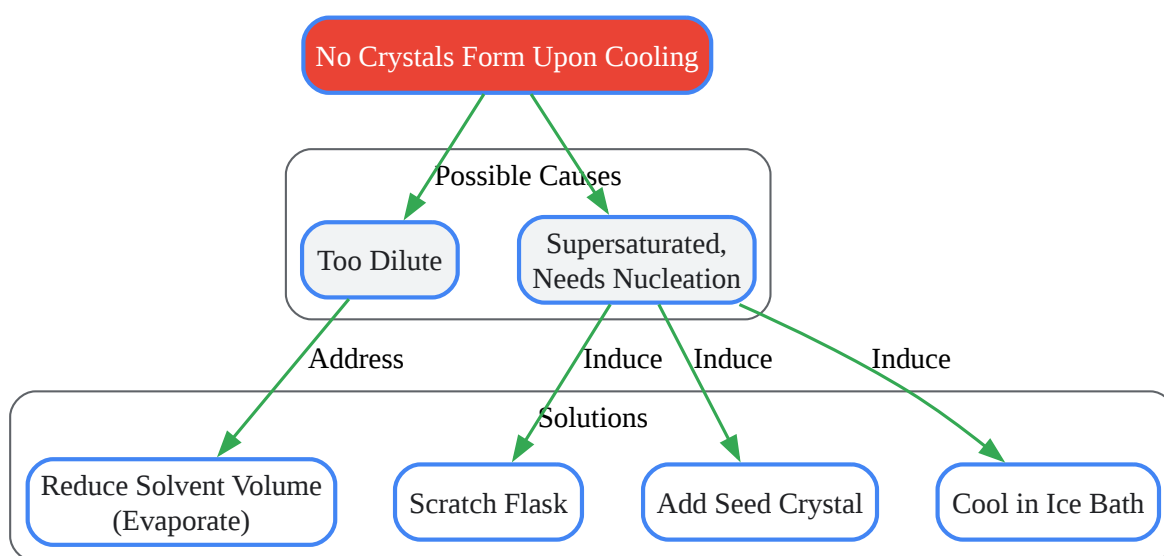 No Crystals Form Upon Cooling
Possible Causes
Too Dilute
Supersaturated,
Needs Nucleation
Address
Induce
Induce
Induce
Solutions
Reduce Solvent Volume
(Evaporate)
Scratch Flask
Add Seed Crystal
Cool in Ice Bath